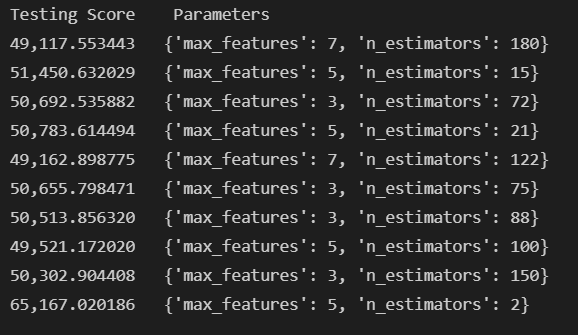 Testing Score    Parameters
49,117.553443   {'max_features': 7, 'n_estimators': 180}
51,450.632029   {'max_features': 5, 'n_estimators': 15}
50,692.535882   {'max_features': 3, 'n_estimators': 72}
50,783.614494   {'max_features': 5, 'n_estimators': 21}
49,162.898775   {'max_features': 7, 'n_estimators': 122}
50,655.798471   {'max_features': 3, 'n_estimators': 75}
50,513.856320   {'max_features': 3, 'n_estimators': 88}
49,521.172020   {'max_features': 5, 'n_estimators': 100}
50,302.904408   {'max_features': 3, 'n_estimators': 150}
65,167.020186   {'max_features': 5, 'n_estimators': 2}